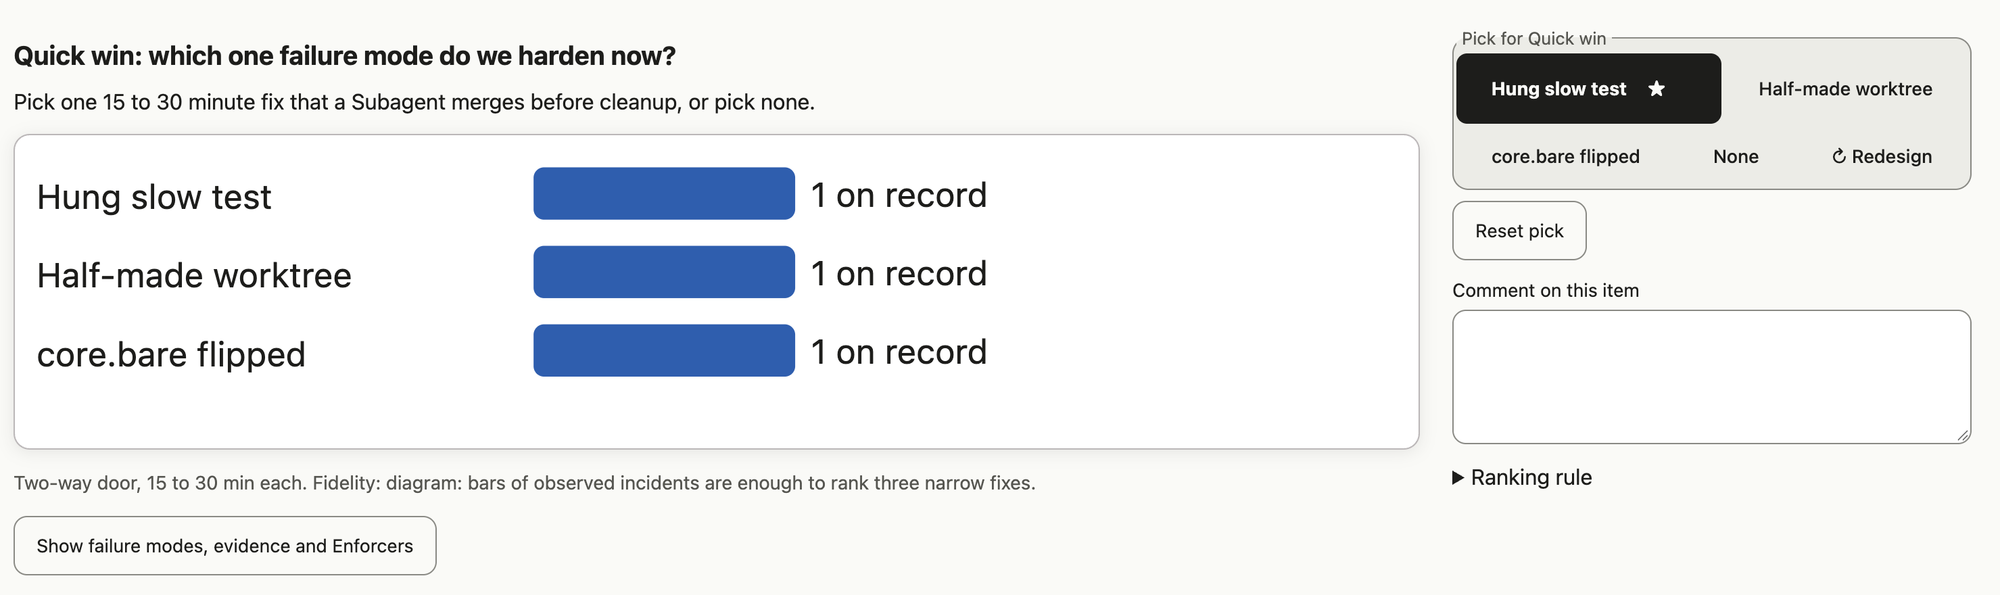 Quick win: which one failure mode do we harden now?
Pick one 15 to 30 minute fix that a Subagent merges before cleanup, or pick none.
Hung slow test 1 on record
Half-made worktree 1 on record
core.bare flipped 1 on record
Two-way door, 15 to 30 min each. Fidelity: diagram: bars of observed incidents are enough to rank three narrow fixes.
Show failure modes, evidence and Enforcers
Pick for Quick win
Hung slow test ★ Half-made worktree
core.bare flipped None ↻ Redesign
Reset pick
Comment on this item
▶ Ranking rule